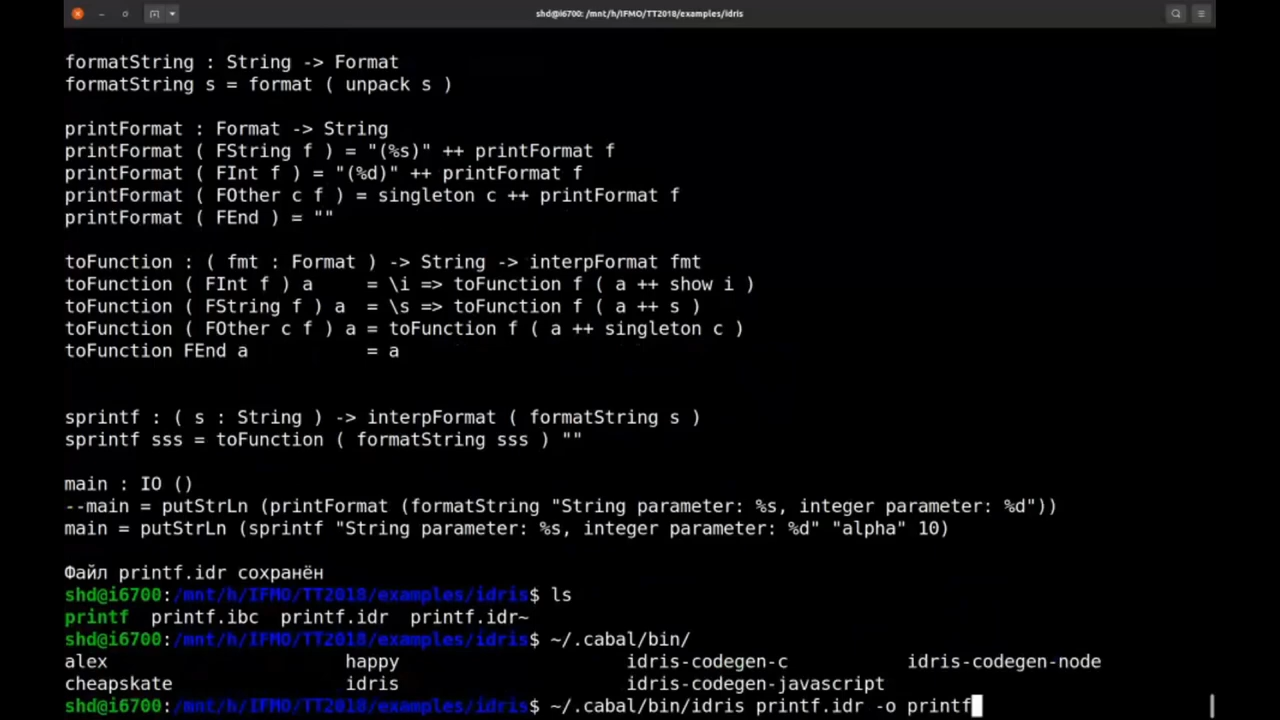 shd@i6700: /mnt/h/IFMO/TT2018/examples/idris
formatString : String -> Format
formatString s = format ( unpack s )
printFormat : Format -> String
printFormat ( FString f ) = "(%s)" ++ printFormat f
printFormat ( FInt f ) = "(%d)" ++ printFormat f
printFormat ( FOther c f ) = singleton c ++ printFormat f
printFormat ( FEnd ) = ""
toFunction : ( fmt : Format ) -> String -> interpFormat fmt
toFunction ( FInt f ) a     = \i => toFunction f ( a ++ show i )
toFunction ( FString f ) a  = \s => toFunction f ( a ++ s )
toFunction ( FOther c f ) a = toFunction f ( a ++ singleton c )
toFunction FEnd a           = a
sprintf : ( s : String ) -> interpFormat ( formatString s )
sprintf sss = toFunction ( formatString sss ) ""
main : IO ()
--main = putStrLn (printFormat (formatString "String parameter: %s, integer parameter: %d"))
main = putStrLn (sprintf "String parameter: %s, integer parameter: %d" "alpha" 10)
Файл printf.idr сохранён
shd@i6700:/mnt/h/IFMO/TT2018/examples/idris$ ls
printf  printf.ibc  printf.idr  printf.idr~
shd@i6700:/mnt/h/IFMO/TT2018/examples/idris$ ~/.cabal/bin/
alex                      happy                     idris-codegen-c           idris-codegen-node
cheapskate                idris                     idris-codegen-javascript
shd@i6700:/mnt/h/IFMO/TT2018/examples/idris$ ~/.cabal/bin/idris printf.idr -o printf